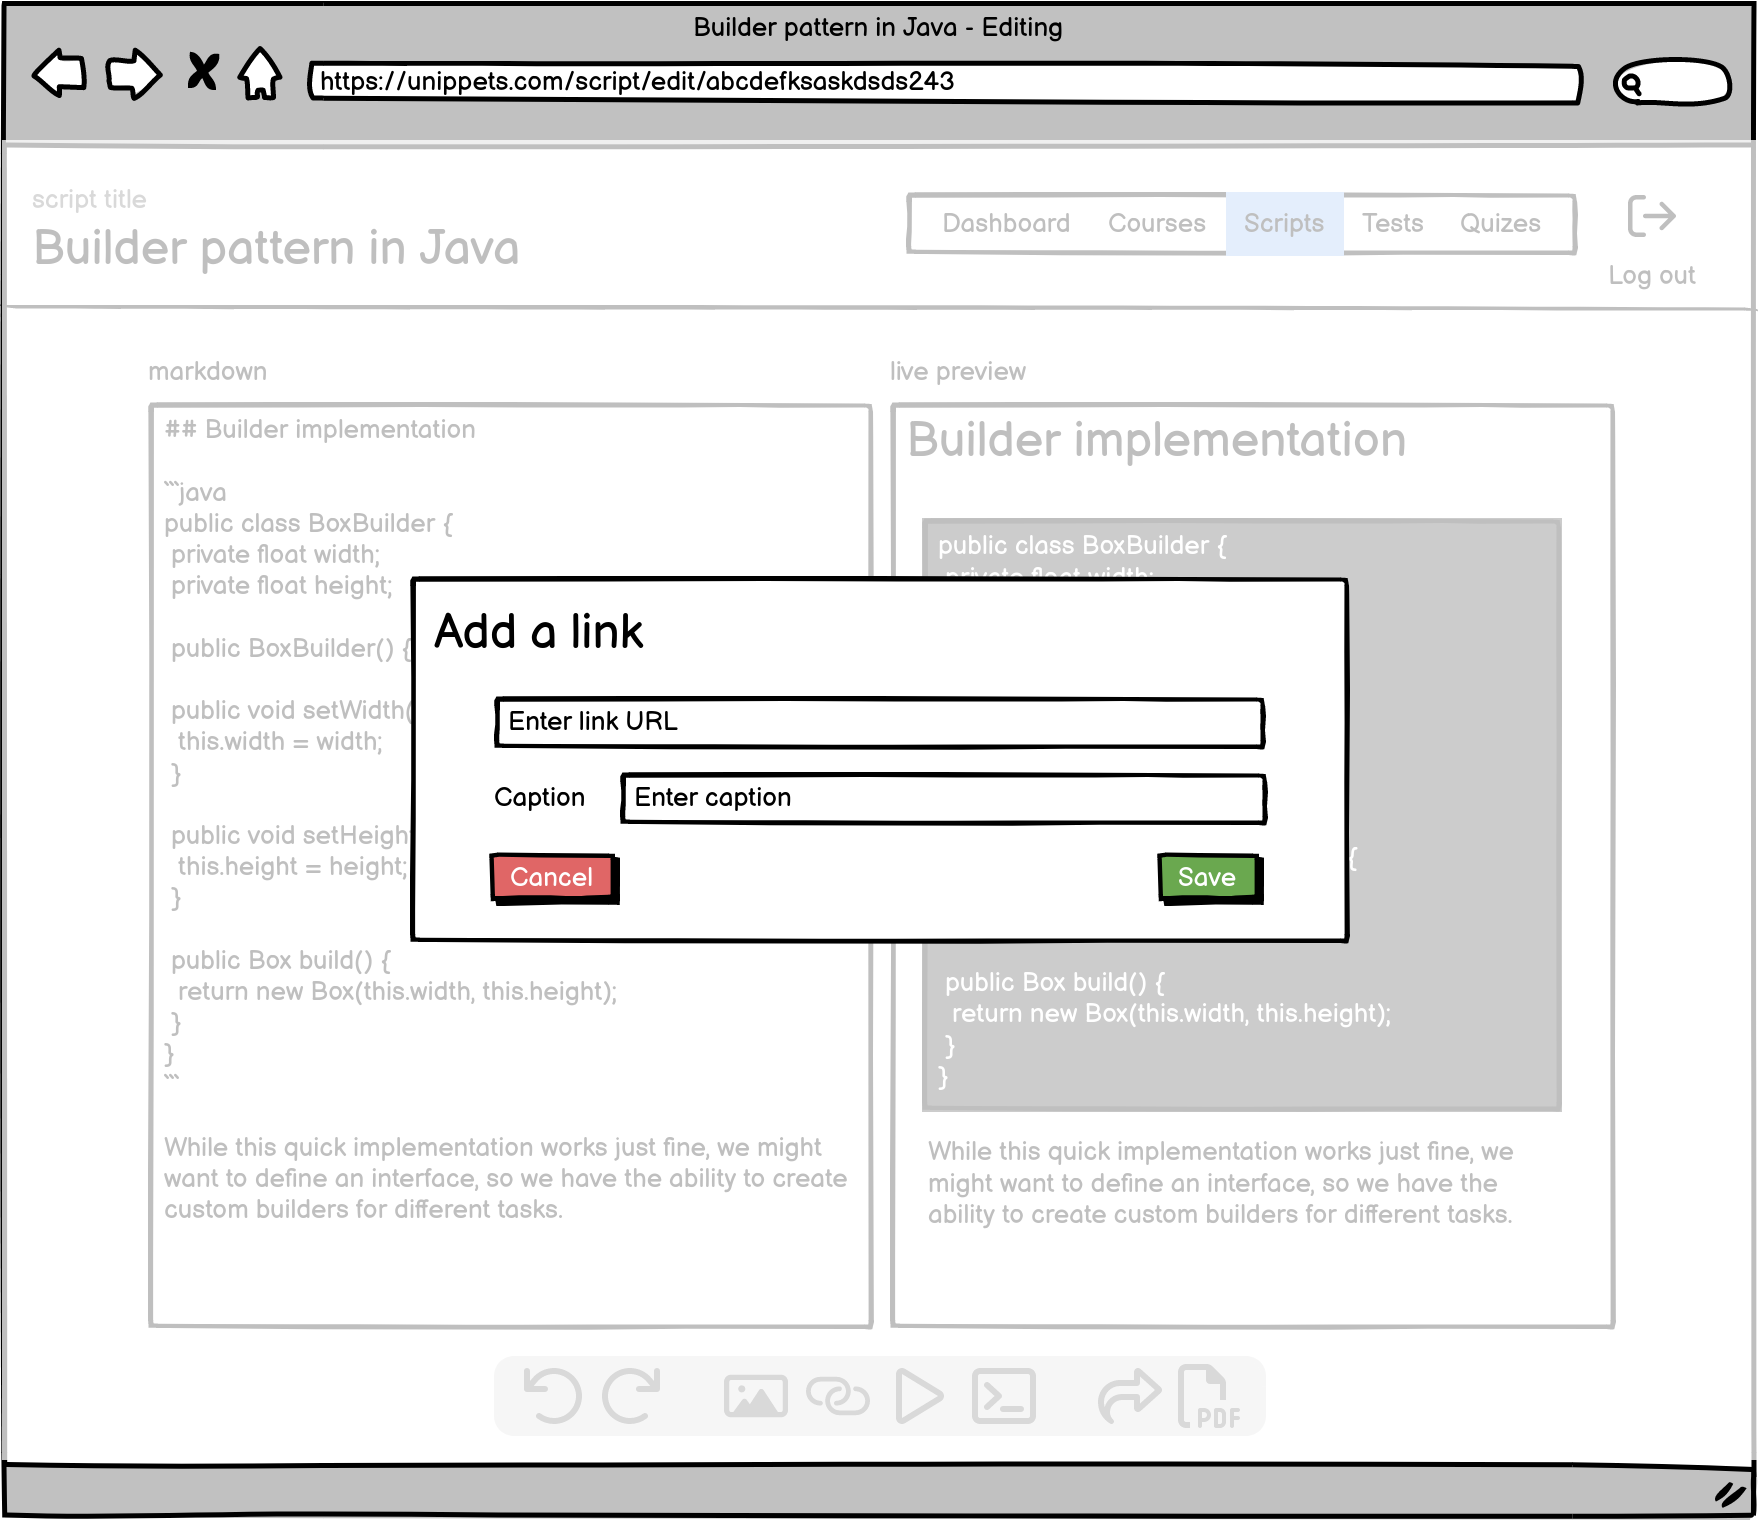 Builder pattern in Java - Editing
https://unippets.com/script/edit/abcdefksaskdsds243
script title
Builder pattern in Java
Dashboard Courses Scripts Tests Quizes
Log out
markdown
## Builder implementation
```java
public class BoxBuilder {
private float width;
private float height;
public BoxBuilder() {
public void setWidth(
this.width = width;
}
public void setHeight
this.height = height;
}
public Box build() {
return new Box(this.width, this.height);
}
}
```
While this quick implementation works just fine, we might
want to define an interface, so we have the ability to create
custom builders for different tasks.
live preview
Builder implementation
public class BoxBuilder {
private float width;
{
public Box build() {
return new Box(this.width, this.height);
}
}
While this quick implementation works just fine, we
might want to define an interface, so we have the
ability to create custom builders for different tasks.
Add a link
Enter link URL
Caption Enter caption
Cancel Save
PDF